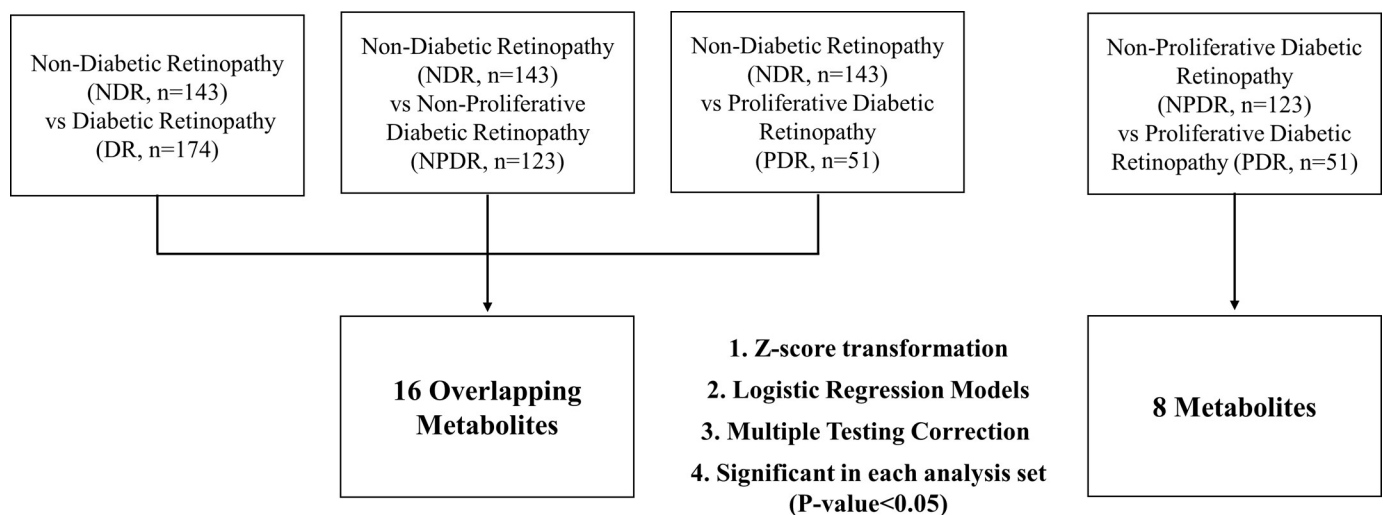 Non-Diabetic Retinopathy
(NDR, n=143)
vs Diabetic Retinopathy
(DR, n=174)
Non-Diabetic Retinopathy
(NDR, n=143)
vs Non-Proliferative
Diabetic Retinopathy
(NPDR, n=123)
Non-Diabetic Retinopathy
(NDR, n=143)
vs Proliferative Diabetic
Retinopathy
(PDR, n=51)
Non-Proliferative Diabetic
Retinopathy
(NPDR, n=123)
vs Proliferative Diabetic
Retinopathy (PDR, n=51)
16 Overlapping
Metabolites
1. Z-score transformation
2. Logistic Regression Models
3. Multiple Testing Correction
4. Significant in each analysis set
(P-value<0.05)
8 Metabolites